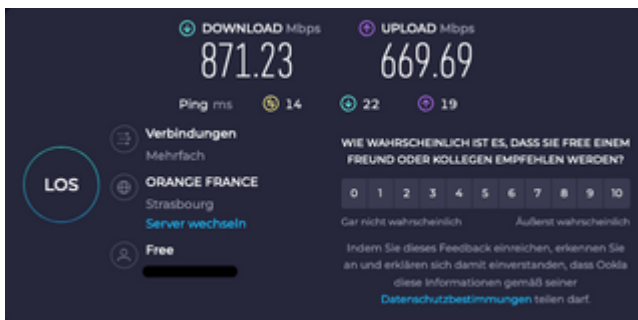 DOWNLOAD Mbps
871.23
UPLOAD Mbps
669.69
Ping ms 14 22 19
LOS
Verbindungen
Mehrfach
ORANGE FRANCE
Strasbourg
Server wechseln
Free
WIE WAHRSCHEINLICH IST ES, DASS SIE FREE EINEM
FREUND ODER KOLLEGEN EMPFEHLEN WERDEN?
0 1 2 3 4 5 6 7 8 9 10
Gar nicht wahrscheinlich Äußerst wahrscheinlich
Indem Sie dieses Feedback einreichen, erkennen Sie
an und erklären sich damit einverstanden, dass Ookla
diese Informationen gemäß seiner
Datenschutzbestimmungen teilen darf.